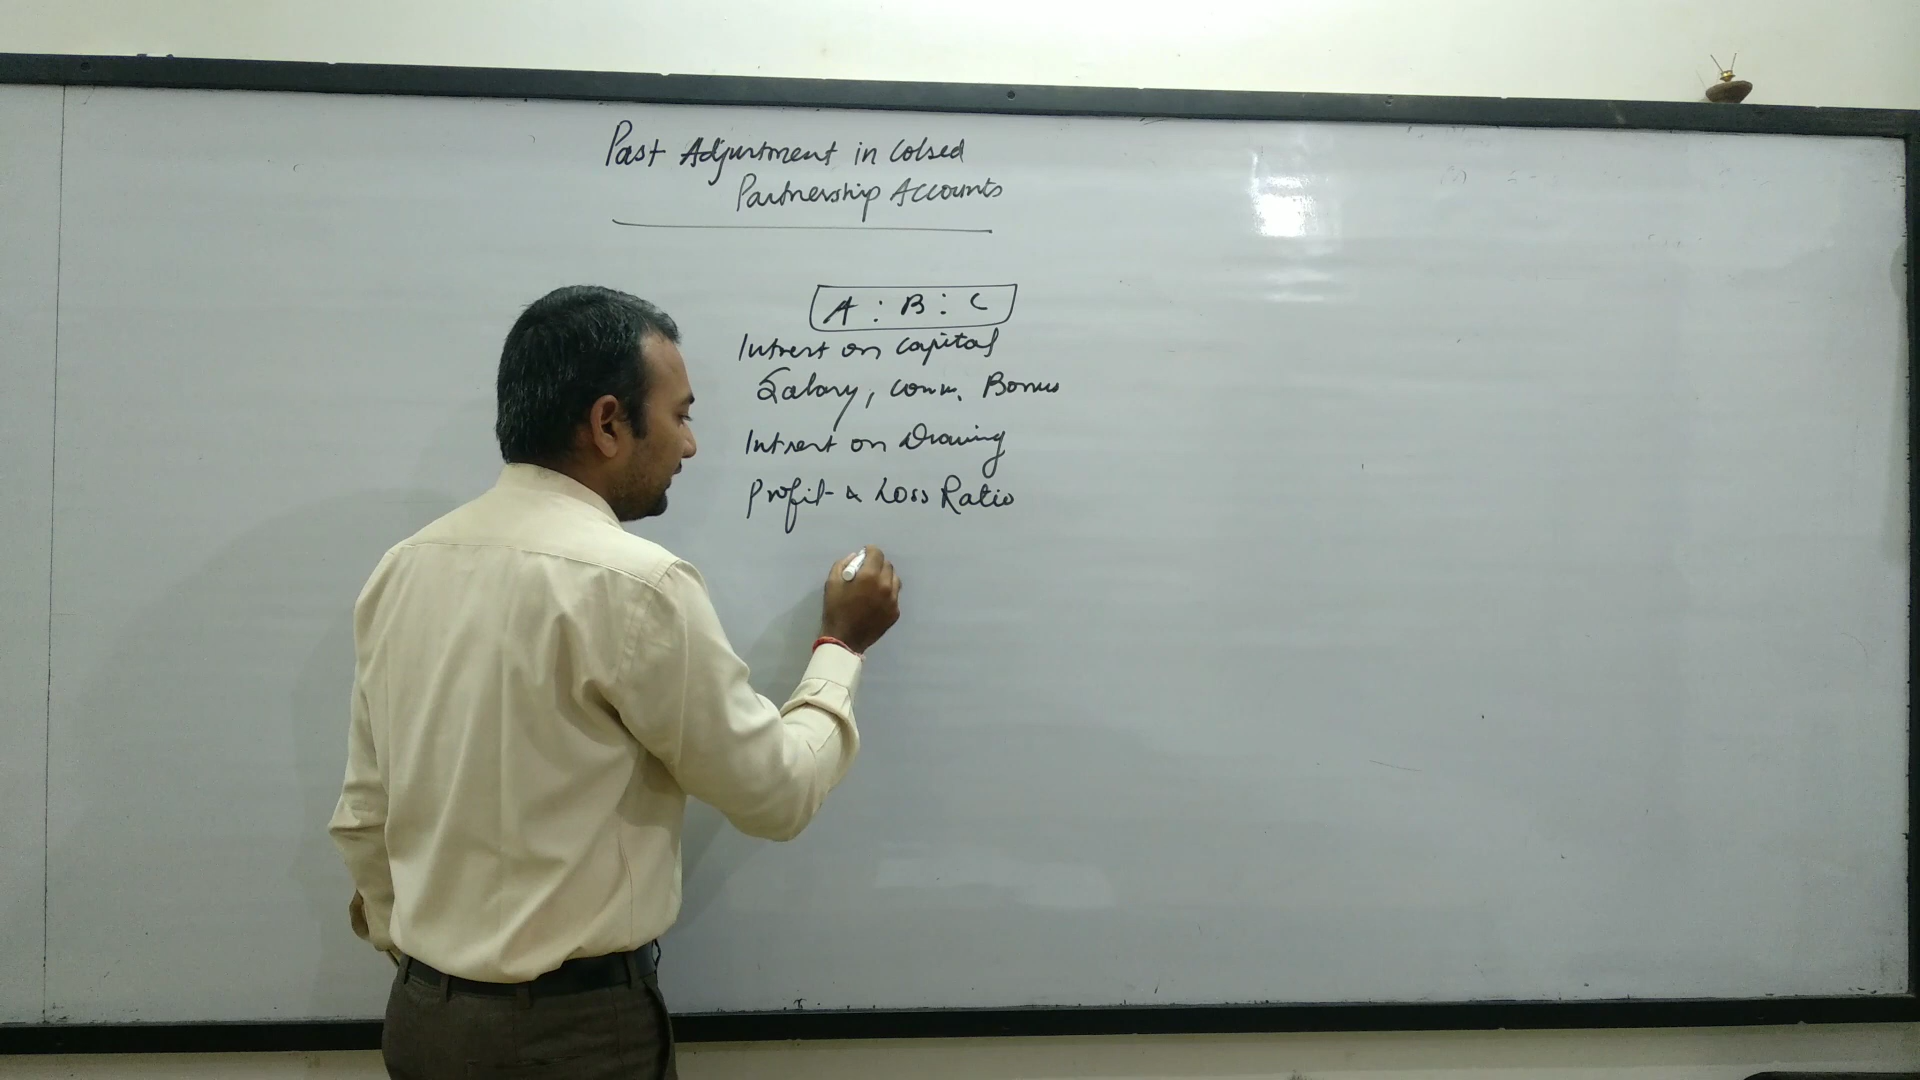 Past Adjustment in Colsed
Partnership Accounts
A : B : C
Intrest on Capital
Salary, Comm. Bonus
Intrest on Drawing
Profit & Loss Ratio